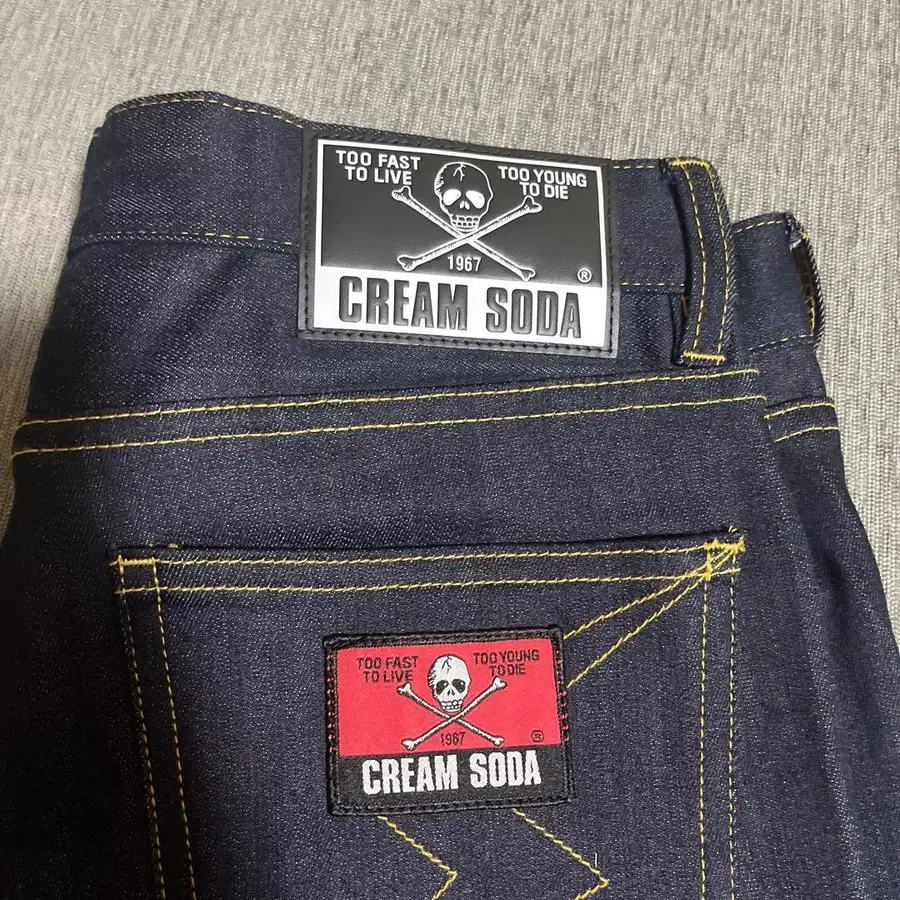 TOO FAST
TO LIVE
TOO YOUNG
TO DIE
1967
®
CREAM SODA
TOO FAST
TO LIVE
TOO YOUNG
TO DIE
1967
®
CREAM SODA